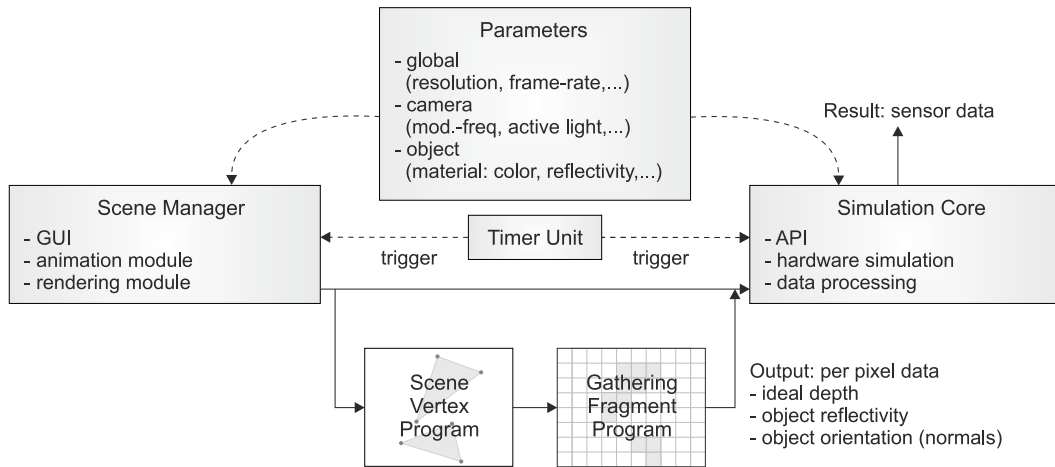 Parameters
- global
(resolution, frame-rate,...)
- camera
(mod.-freq, active light,...)
- object
(material: color, reflectivity,...)
Result: sensor data
Scene Manager
- GUI
- animation module
- rendering module
Timer Unit
trigger
trigger
Simulation Core
- API
- hardware simulation
- data processing
Scene
Vertex
Program
Gathering
Fragment
Program
Output: per pixel data
- ideal depth
- object reflectivity
- object orientation (normals)